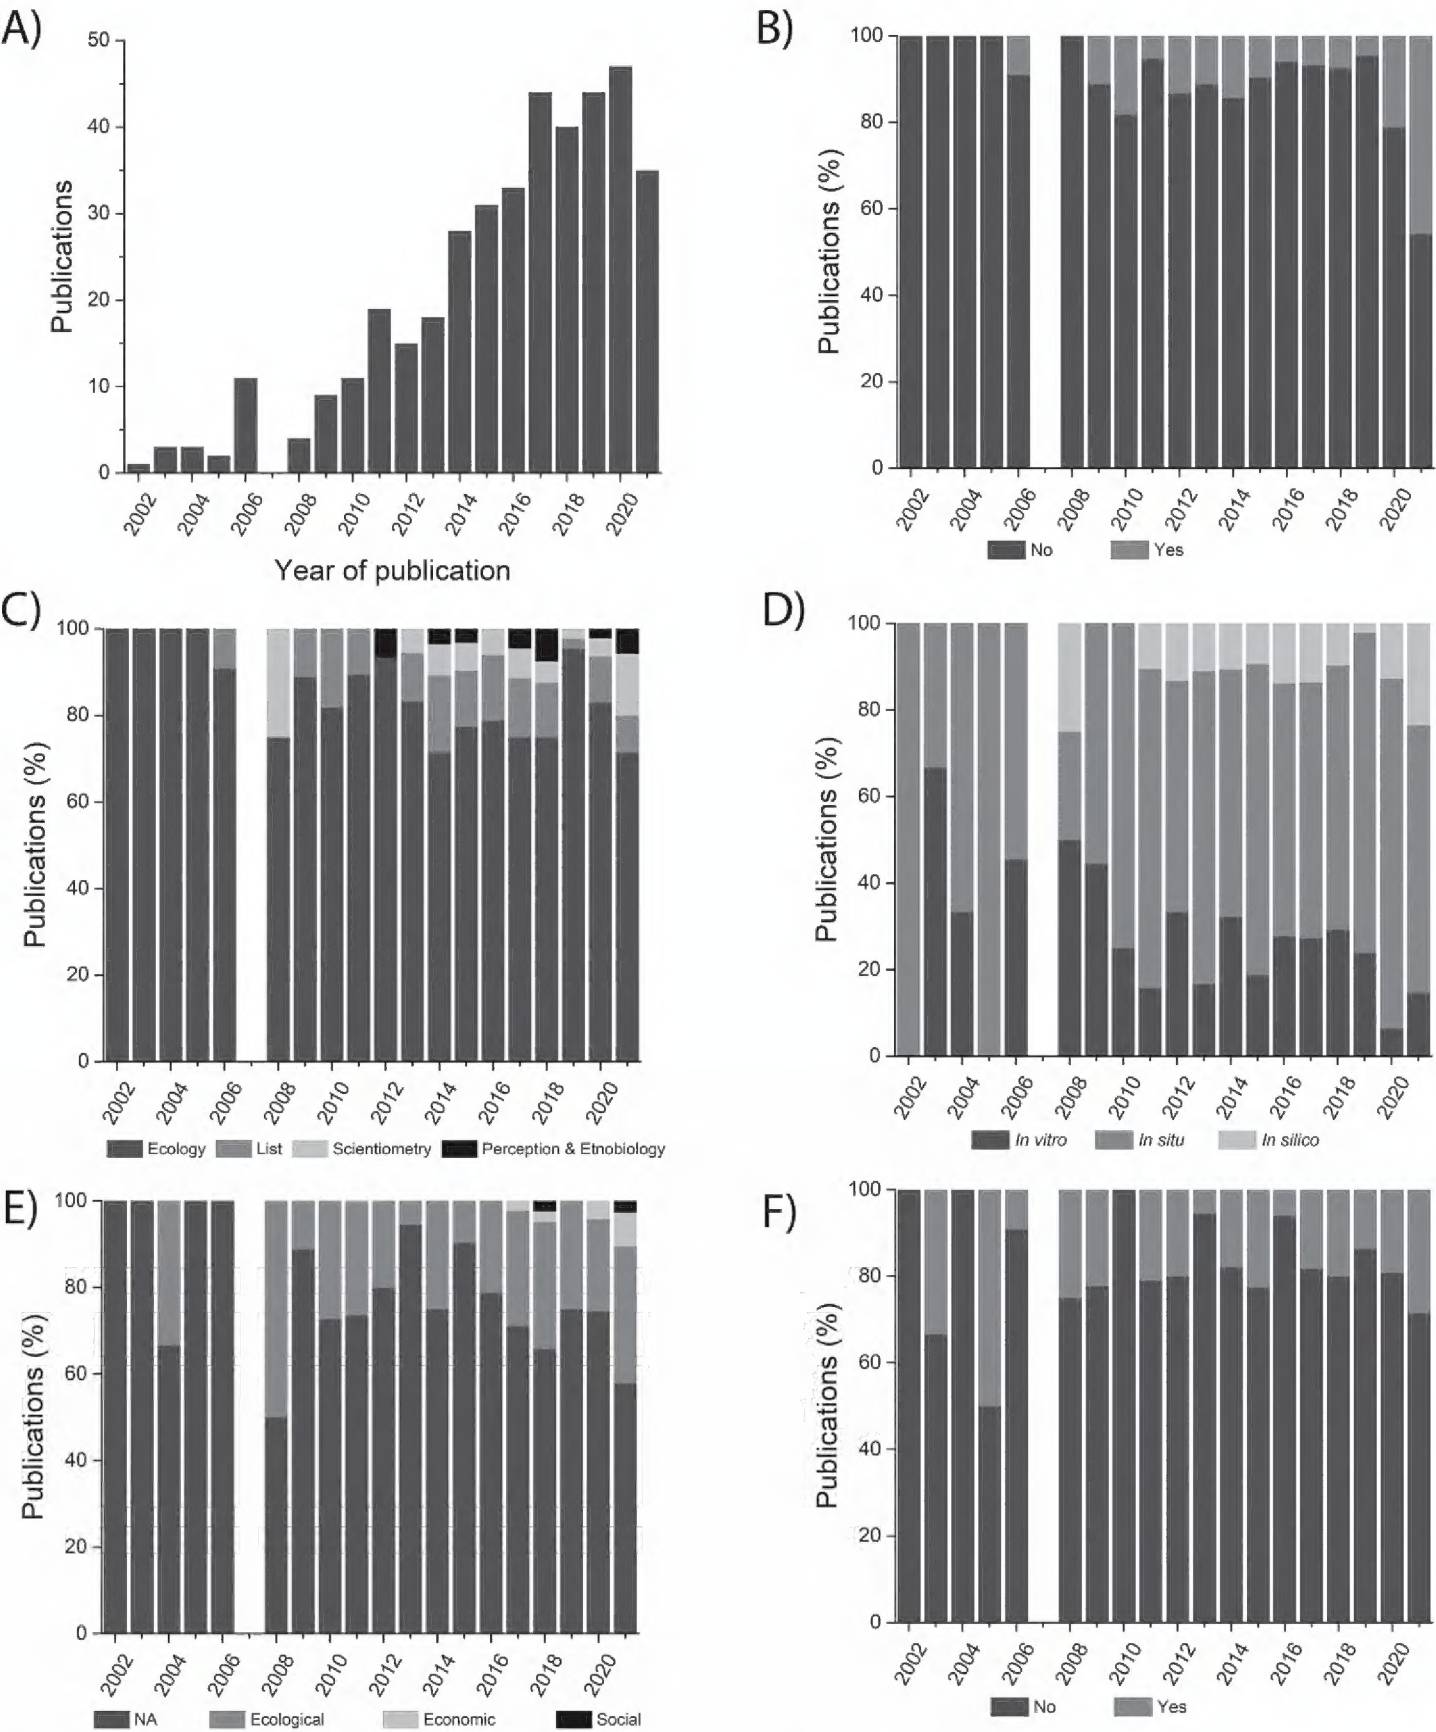 A)
50
40
30
20
10
0
Publications
2002 2004 2006 2008 2010 2012 2014 2016 2018 2020
Year of publication
B)
100
80
60
40
20
0
Publications (%)
2002 2004 2006 2008 2010 2012 2014 2016 2018 2020
No Yes
C)
100
80
60
40
20
0
Publications (%)
2002 2004 2006 2008 2010 2012 2014 2016 2018 2020
Ecology List Scientiometry Perception & Etnobiology
D)
100
80
60
40
20
0
Publications (%)
2002 2004 2006 2008 2010 2012 2014 2016 2018 2020
In vitro In situ In silico
E)
100
80
60
40
20
0
Publications (%)
2002 2004 2006 2008 2010 2012 2014 2016 2018 2020
NA Ecological Economic Social
F)
100
80
60
40
20
0
Publications (%)
2002 2004 2006 2008 2010 2012 2014 2016 2018 2020
No Yes